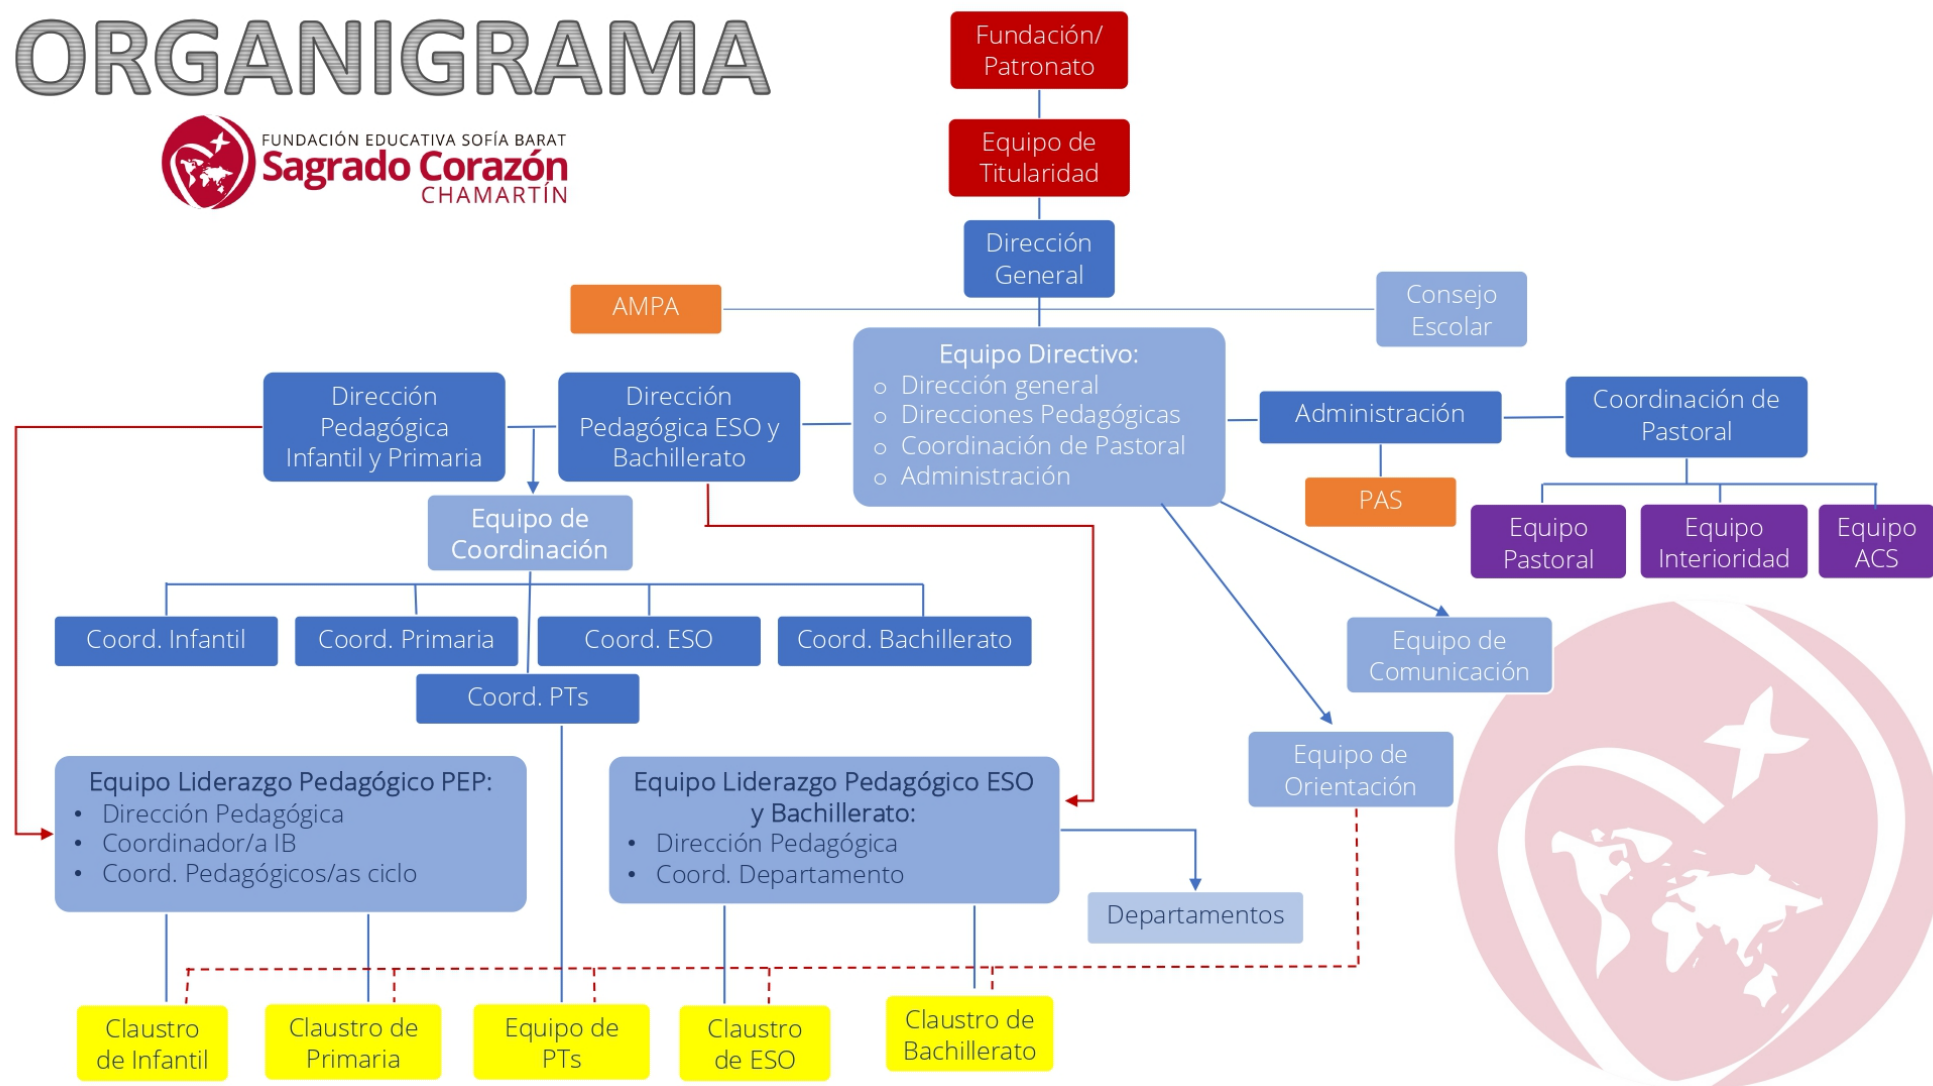 ORGANIGRAMA
FUNDACIÓN EDUCATIVA SOFÍA BARAT
Sagrado Corazón
CHAMARTÍN
Fundación/
Patronato
Equipo de
Titularidad
Dirección
General
AMPA
Consejo
Escolar
Equipo Directivo:
o Dirección general
o Direcciones Pedagógicas
o Coordinación de Pastoral
o Administración
Dirección
Pedagógica
Infantil y Primaria
Dirección
Pedagógica ESO y
Bachillerato
Administración
Coordinación de
Pastoral
PAS
Equipo
Pastoral
Equipo
Interioridad
Equipo
ACS
Equipo de
Coordinación
Coord. Infantil
Coord. Primaria
Coord. ESO
Coord. Bachillerato
Coord. PTs
Equipo de
Comunicación
Equipo de
Orientación
Equipo Liderazgo Pedagógico PEP:
• Dirección Pedagógica
• Coordinador/a IB
• Coord. Pedagógicos/as ciclo
Equipo Liderazgo Pedagógico ESO
y Bachillerato:
• Dirección Pedagógica
• Coord. Departamento
Departamentos
Claustro
de Infantil
Claustro de
Primaria
Equipo de
PTs
Claustro
de ESO
Claustro de
Bachillerato